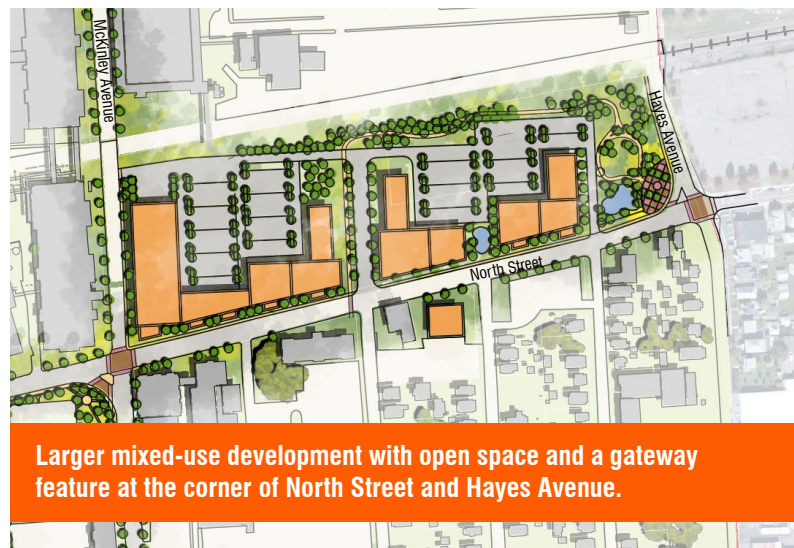 McKinley Avenue
Hayes Avenue
North Street
Larger mixed-use development with open space and a gateway
feature at the corner of North Street and Hayes Avenue.